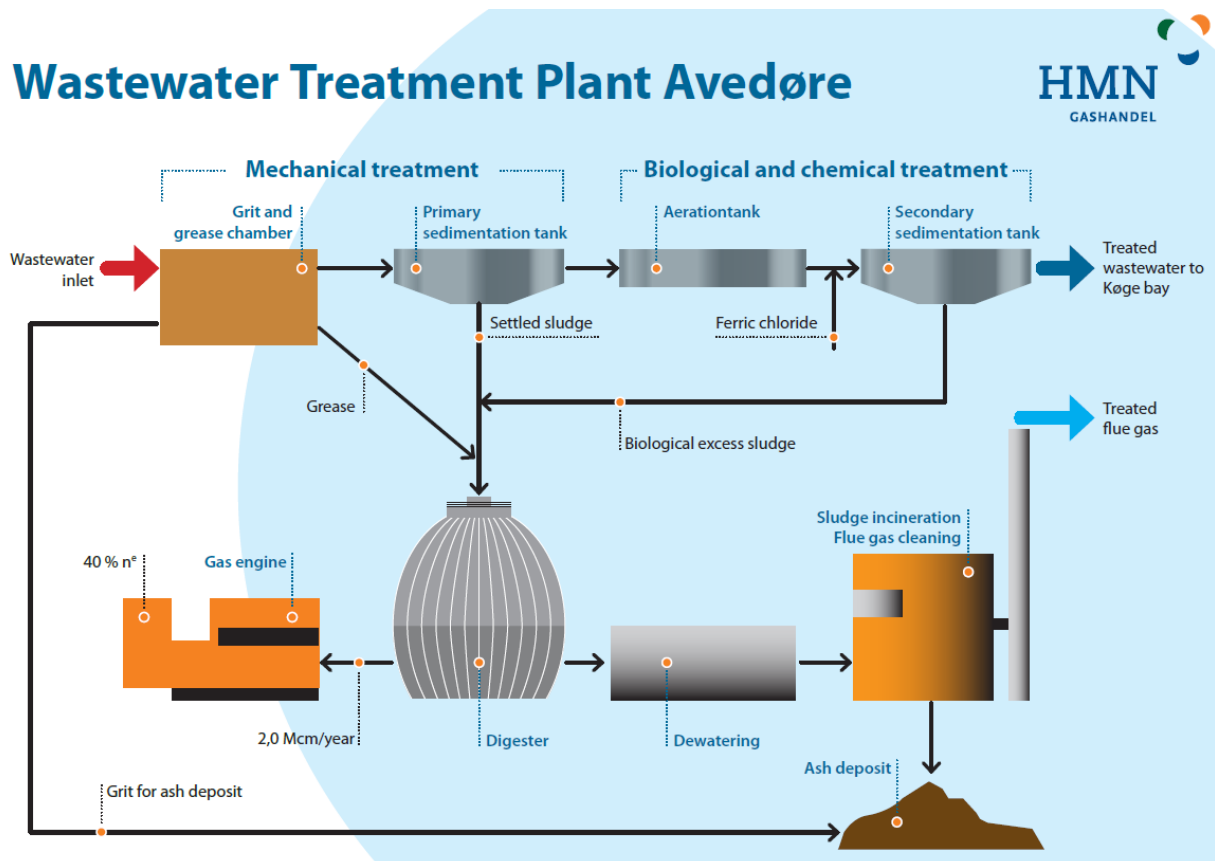 Wastewater Treatment Plant Avedøre
HMN
GASHANDEL
Mechanical treatment
Biological and chemical treatment
Grit and
grease chamber
Primary
sedimentation tank
Aerationtank
Secondary
sedimentation tank
Wastewater
inlet
Treated
wastewater to
Køge bay
Settled sludge
Ferric chloride
Grease
Biological excess sludge
Treated
flue gas
Sludge incineration
Flue gas cleaning
40 % nᵉ
Gas engine
2,0 Mcm/year
Digester
Dewatering
Ash deposit
Grit for ash deposit